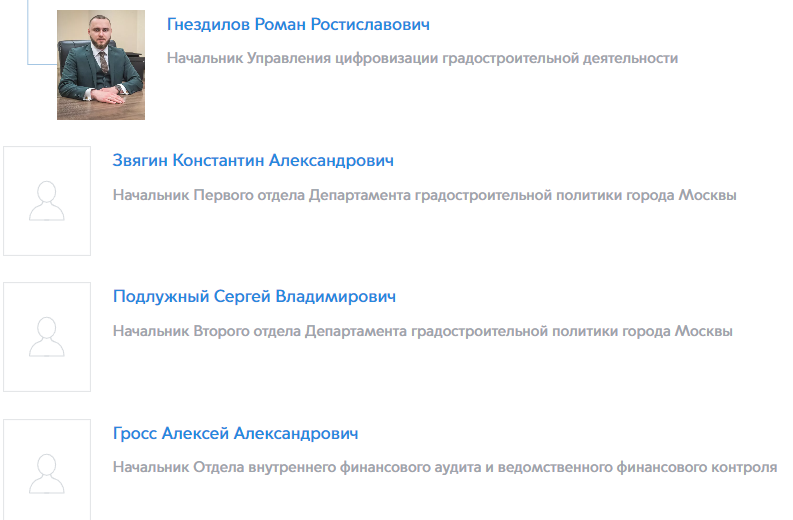 Гнездилов Роман Ростиславович
Начальник Управления цифровизации градостроительной деятельности
Звягин Константин Александрович
Начальник Первого отдела Департамента градостроительной политики города Москвы
Подлужный Сергей Владимирович
Начальник Второго отдела Департамента градостроительной политики города Москвы
Гросс Алексей Александрович
Начальник Отдела внутреннего финансового аудита и ведомственного финансового контроля